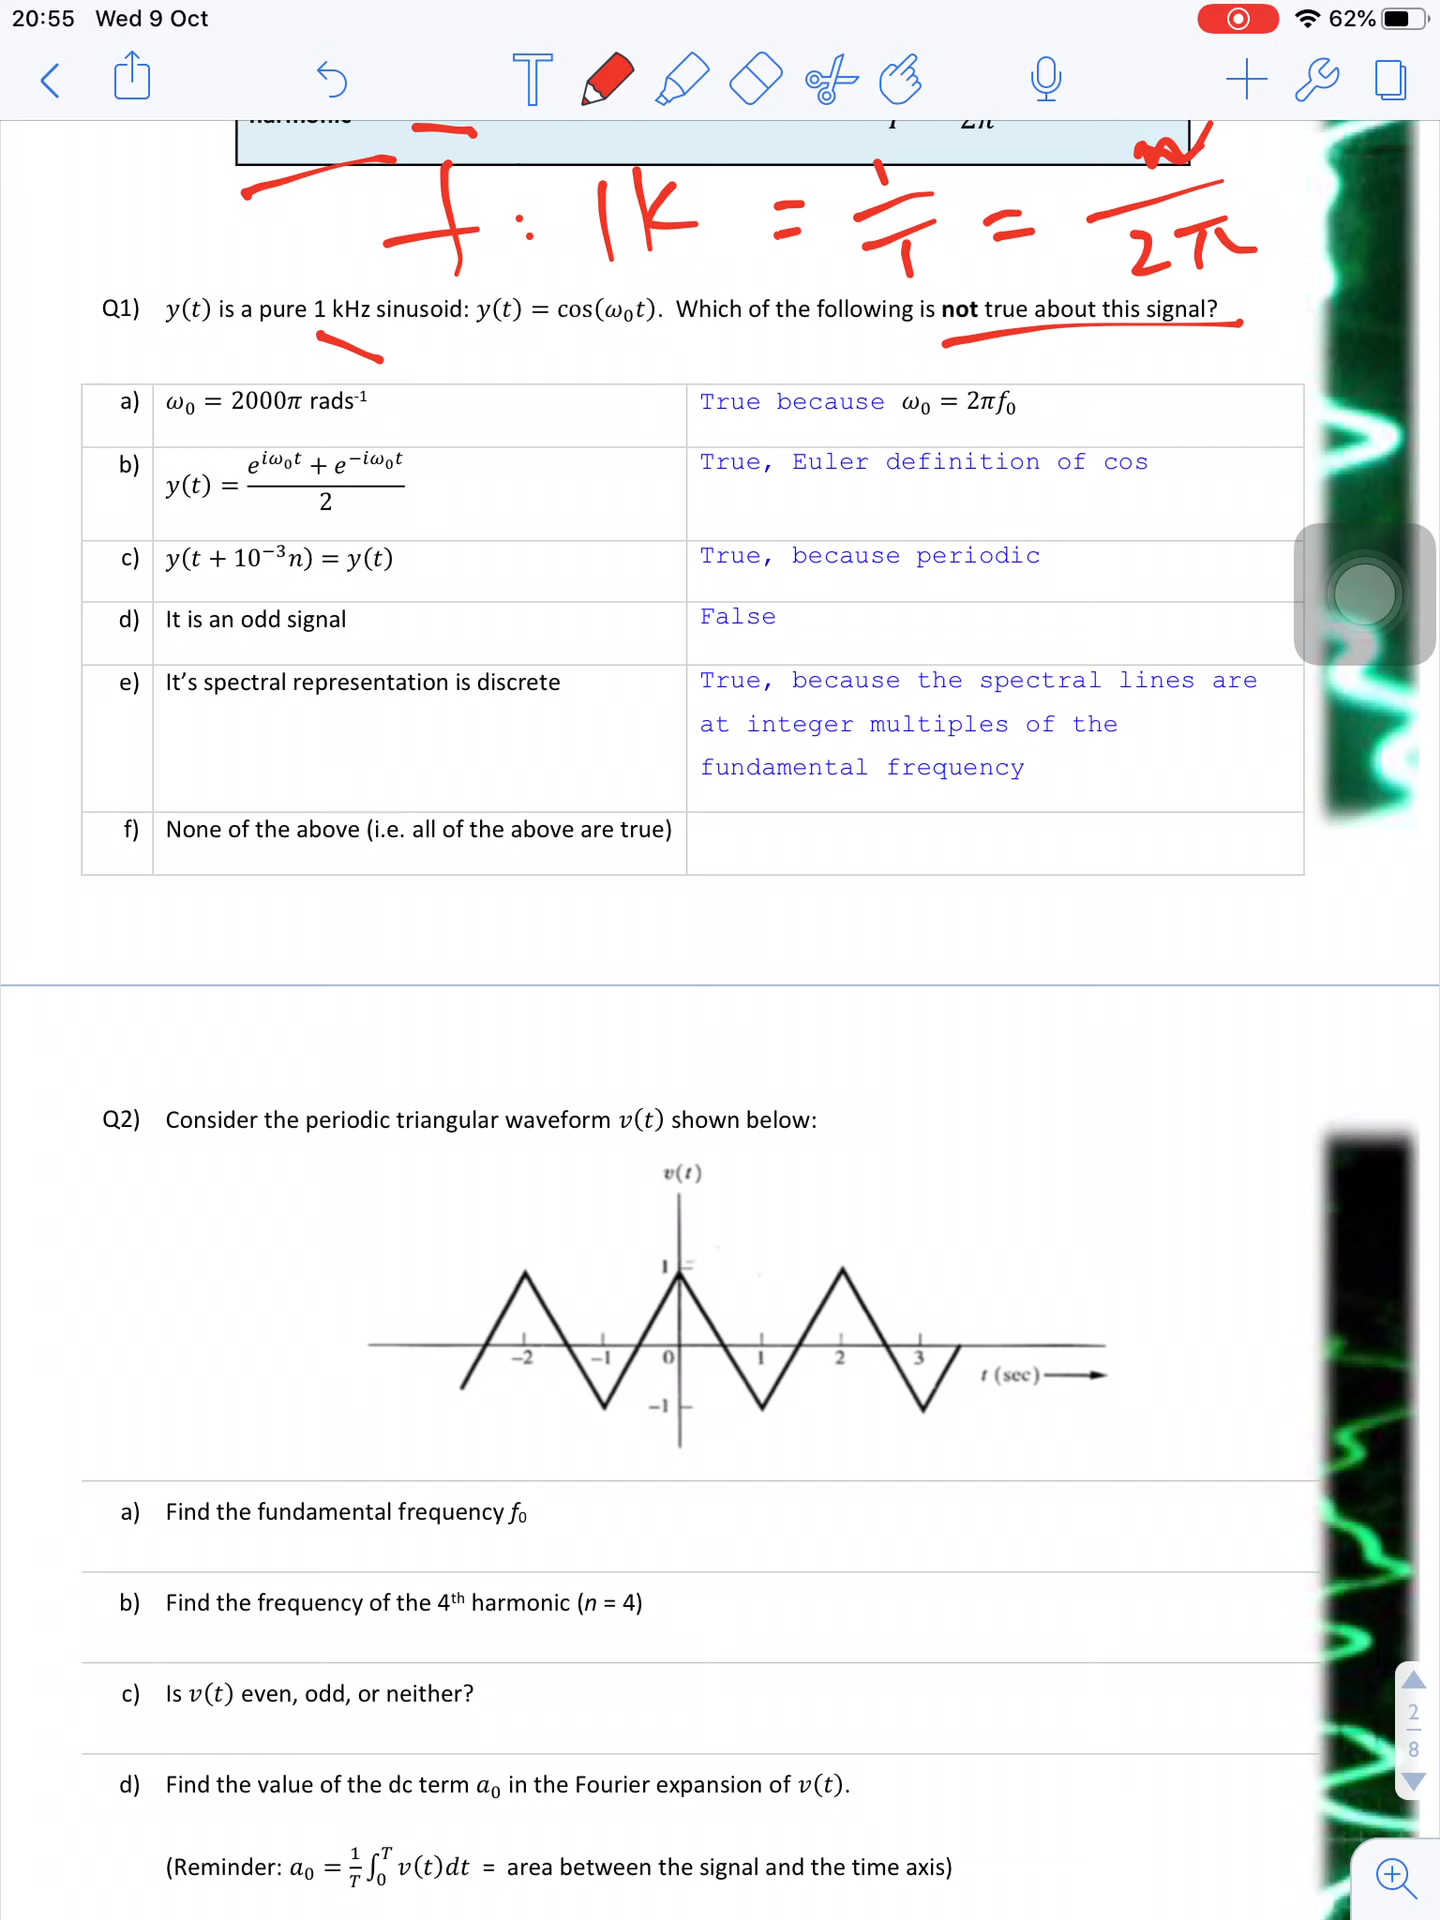 20:55 Wed 9 Oct 62%
f : 1k = 1/T = ω/2π
Q1) y(t) is a pure 1 kHz sinusoid: y(t) = cos(ω₀t). Which of the following is not true about this signal?
a) ω₀ = 2000π rads⁻¹ True because ω₀ = 2πf₀
b) y(t) = (e^{iω₀t} + e^{−iω₀t})/2 True, Euler definition of cos
c) y(t + 10⁻³n) = y(t) True, because periodic
d) It is an odd signal False
e) It’s spectral representation is discrete True, because the spectral lines are
at integer multiples of the
fundamental frequency
f) None of the above (i.e. all of the above are true)
Q2) Consider the periodic triangular waveform v(t) shown below:
v(t)
1
−2 −1 0 1 2 3
t (sec)
−1
a) Find the fundamental frequency f₀
b) Find the frequency of the 4th harmonic (n = 4)
c) Is v(t) even, odd, or neither?
2
8
d) Find the value of the dc term a₀ in the Fourier expansion of v(t).
(Reminder: a₀ = 1/T ∫₀ᵀ v(t)dt = area between the signal and the time axis)